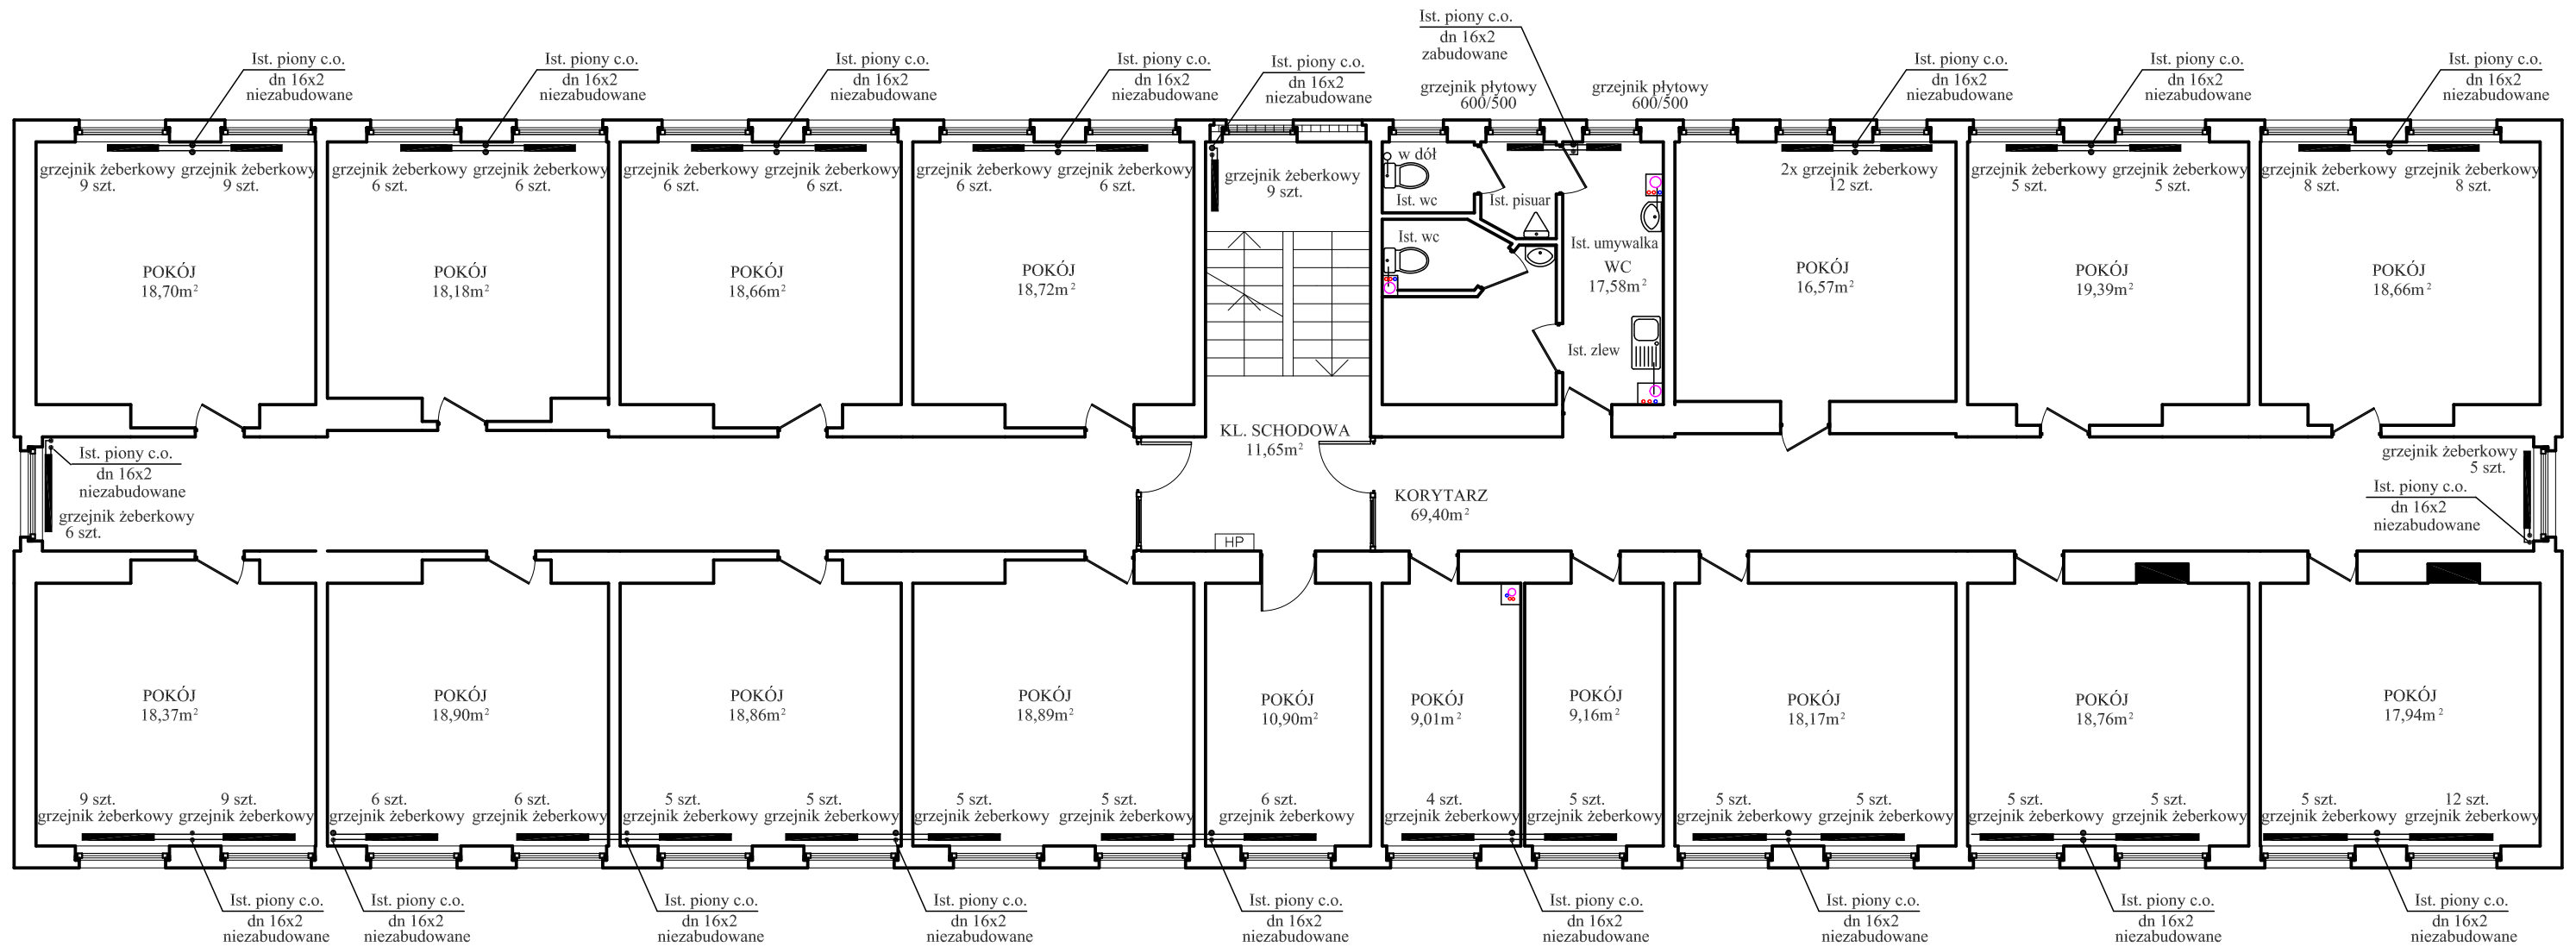 Ist. piony c.o.
dn 16x2
niezabudowane
Ist. piony c.o.
dn 16x2
niezabudowane
Ist. piony c.o.
dn 16x2
niezabudowane
Ist. piony c.o.
dn 16x2
niezabudowane
Ist. piony c.o.
dn 16x2
niezabudowane
Ist. piony c.o.
dn 16x2
zabudowane
grzejnik płytowy
600/500
grzejnik płytowy
600/500
Ist. piony c.o.
dn 16x2
niezabudowane
Ist. piony c.o.
dn 16x2
niezabudowane
Ist. piony c.o.
dn 16x2
niezabudowane
grzejnik żeberkowy
9 szt.
grzejnik żeberkowy
9 szt.
grzejnik żeberkowy
6 szt.
grzejnik żeberkowy
6 szt.
grzejnik żeberkowy
6 szt.
grzejnik żeberkowy
6 szt.
grzejnik żeberkowy
6 szt.
grzejnik żeberkowy
6 szt.
grzejnik żeberkowy
9 szt.
w dół
Ist. wc
Ist. pisuar
Ist. wc
Ist. umywalka
WC
17,58m²
Ist. zlew
2x grzejnik żeberkowy
12 szt.
grzejnik żeberkowy
5 szt.
grzejnik żeberkowy
5 szt.
grzejnik żeberkowy
8 szt.
grzejnik żeberkowy
8 szt.
POKÓJ
18,70m²
POKÓJ
18,18m²
POKÓJ
18,66m²
POKÓJ
18,72m²
POKÓJ
16,57m²
POKÓJ
19,39m²
POKÓJ
18,66m²
KL. SCHODOWA
11,65m²
Ist. piony c.o.
dn 16x2
niezabudowane
grzejnik żeberkowy
6 szt.
KORYTARZ
69,40m²
grzejnik żeberkowy
5 szt.
Ist. piony c.o.
dn 16x2
niezabudowane
HP
POKÓJ
18,37m²
POKÓJ
18,90m²
POKÓJ
18,86m²
POKÓJ
18,89m²
POKÓJ
10,90m²
POKÓJ
9,01m²
POKÓJ
9,16m²
POKÓJ
18,17m²
POKÓJ
18,76m²
POKÓJ
17,94m²
9 szt.
grzejnik żeberkowy
9 szt.
grzejnik żeberkowy
6 szt.
grzejnik żeberkowy
6 szt.
grzejnik żeberkowy
5 szt.
grzejnik żeberkowy
5 szt.
grzejnik żeberkowy
5 szt.
grzejnik żeberkowy
5 szt.
grzejnik żeberkowy
6 szt.
grzejnik żeberkowy
4 szt.
grzejnik żeberkowy
5 szt.
grzejnik żeberkowy
5 szt.
grzejnik żeberkowy
5 szt.
grzejnik żeberkowy
5 szt.
grzejnik żeberkowy
5 szt.
grzejnik żeberkowy
5 szt.
grzejnik żeberkowy
12 szt.
grzejnik żeberkowy
Ist. piony c.o.
dn 16x2
niezabudowane
Ist. piony c.o.
dn 16x2
niezabudowane
Ist. piony c.o.
dn 16x2
niezabudowane
Ist. piony c.o.
dn 16x2
niezabudowane
Ist. piony c.o.
dn 16x2
niezabudowane
Ist. piony c.o.
dn 16x2
niezabudowane
Ist. piony c.o.
dn 16x2
niezabudowane
Ist. piony c.o.
dn 16x2
niezabudowane
Ist. piony c.o.
dn 16x2
niezabudowane